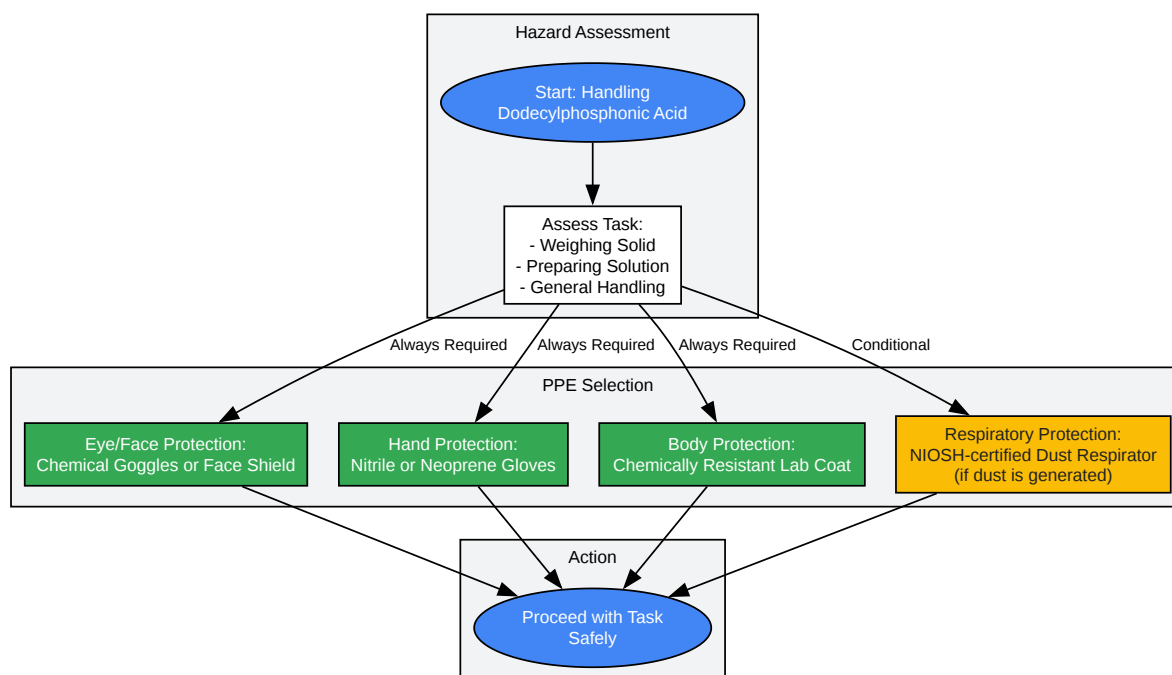 Hazard Assessment
Start: Handling
Dodecylphosphonic Acid
Assess Task:
- Weighing Solid
- Preparing Solution
- General Handling
Always Required
Always Required
Always Required
Conditional
PPE Selection
Eye/Face Protection:
Chemical Goggles or Face Shield
Hand Protection:
Nitrile or Neoprene Gloves
Body Protection:
Chemically Resistant Lab Coat
Respiratory Protection:
NIOSH-certified Dust Respirator
(if dust is generated)
Action
Proceed with Task
Safely